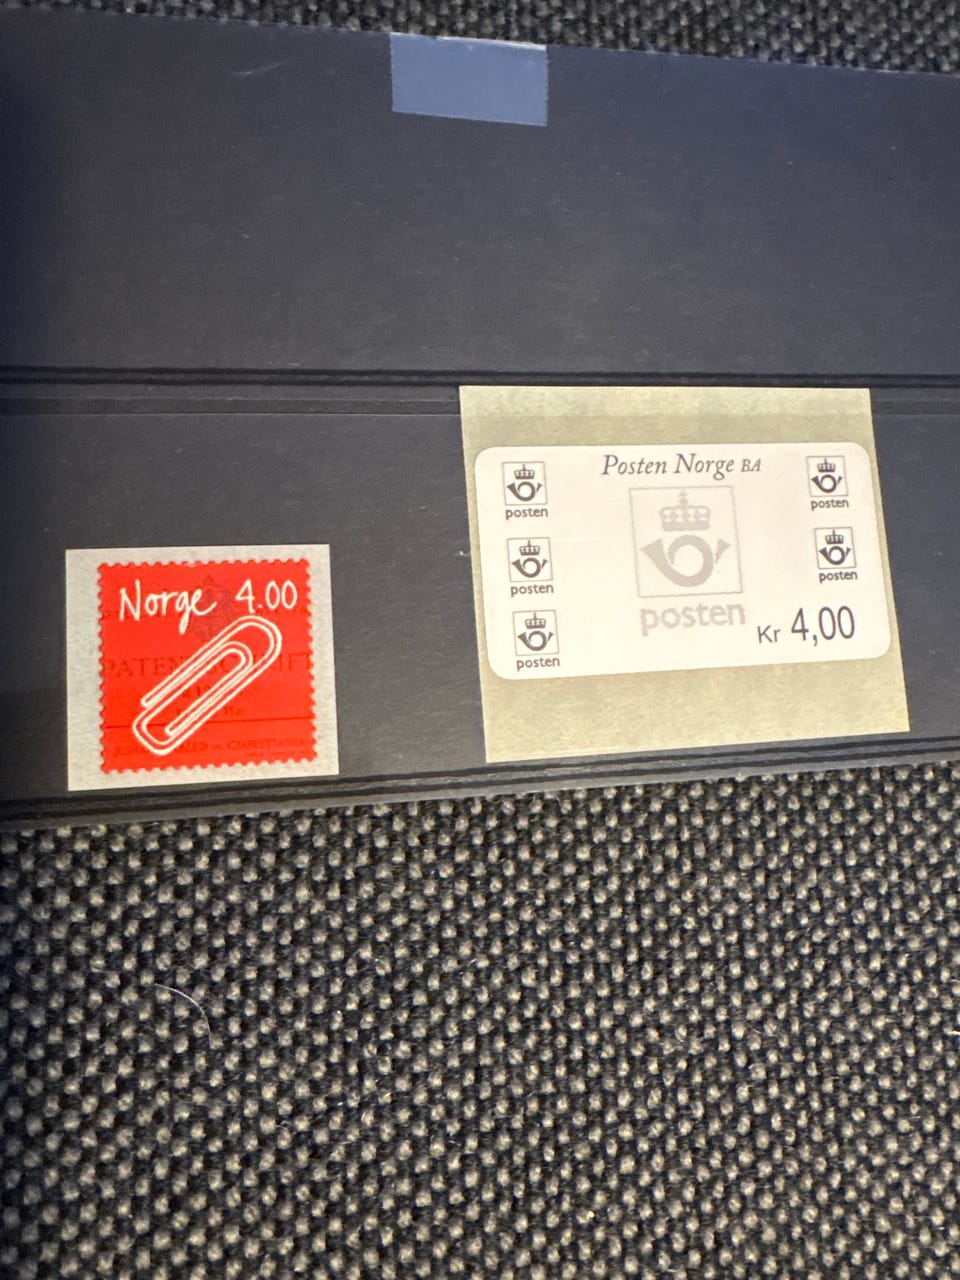 Norge 4.00
Posten Norge BA
posten
posten
posten
posten
posten
posten
Kr 4,00